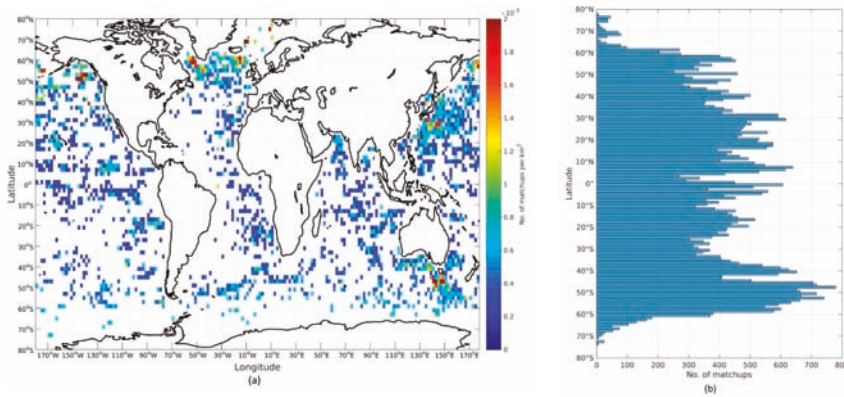 80°N
70°N
60°N
50°N
40°N
30°N
20°N
10°N
0°
10°S
20°S
30°S
40°S
50°S
60°S
70°S
80°S
Latitude
170°W 150°W 130°W 110°W 90°W 70°W 50°W 30°W 10°W 10°E 30°E 50°E 70°E 90°E 110°E 130°E 150°E 170°E
Longitude
(a)
2
1.8
1.6
1.4
1.2
1
0.8
0.6
0.4
0.2
0
No. of matchups per km²
80°N
70°N
60°N
50°N
40°N
30°N
20°N
10°N
0°
10°S
20°S
30°S
40°S
50°S
60°S
70°S
80°S
Latitude
0 100 200 300 400 500 600 700 800
No. of matchups
(b)